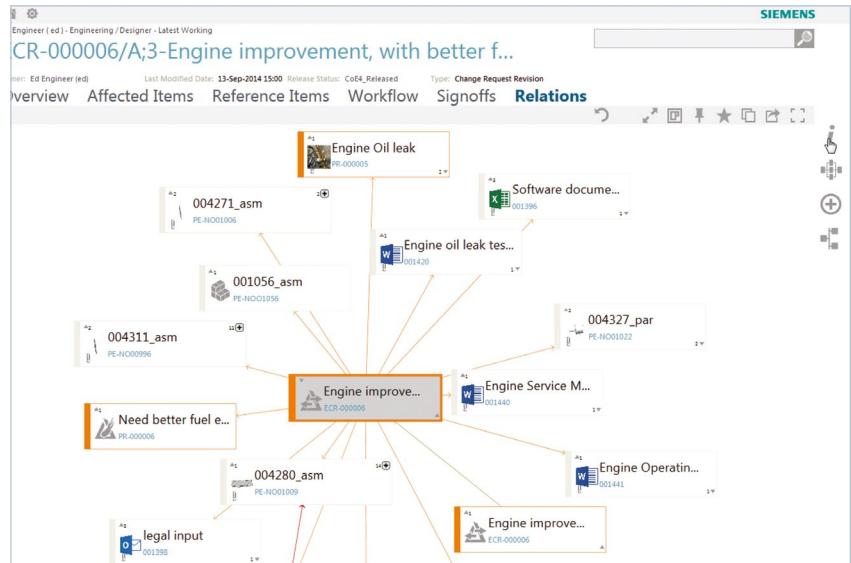 SIEMENS
Engineer ( ed ) - Engineering / Designer - Latest Working
CR-000006/A;3-Engine improvement, with better f...
ner: Ed Engineer (ed) Last Modified Date: 13-Sep-2014 15:00 Release Status: CoE4_Released Type: Change Request Revision
Overview Affected Items Reference Items Workflow Signoffs Relations
Engine Oil leak
PR-000005
004271_asm
PE-NO01006
Software docume...
001396
Engine oil leak tes...
001420
001056_asm
PE-NOO1056
004327_par
PE-NO01022
004311_asm
PE-NO00996
Engine improve...
ECR-000006
Engine Service M...
001440
Need better fuel e...
PR-000006
004280_asm
PE-NO01009
Engine Operatin...
001441
legal input
001398
Engine improve...
ECR-000006